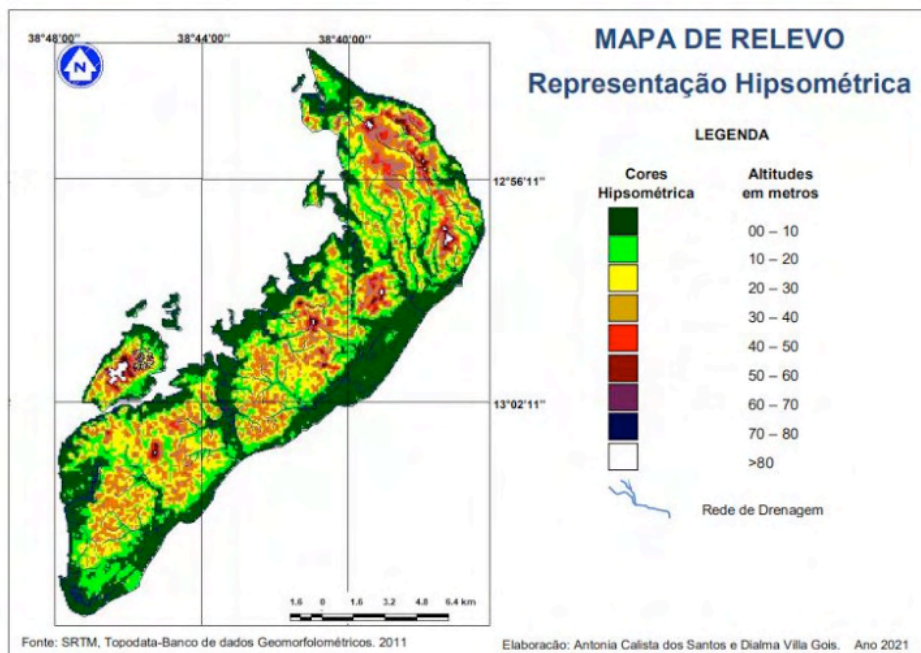 38°48'00"
38°44'00"
38°40'00"
N
12°56'11"
13°02'11"
1.6 0 1.6 3.2 4.8 6.4 km
MAPA DE RELEVO
Representação Hipsométrica
LEGENDA
Cores Hipsométrica
Altitudes em metros
00 – 10
10 – 20
20 – 30
30 – 40
40 – 50
50 – 60
60 – 70
70 – 80
>80
Rede de Drenagem
Fonte: SRTM, Topodata-Banco de dados Geomorfolométricos. 2011
Elaboracão: Antonia Calista dos Santos e Dialma Villa Gois. Ano 2021